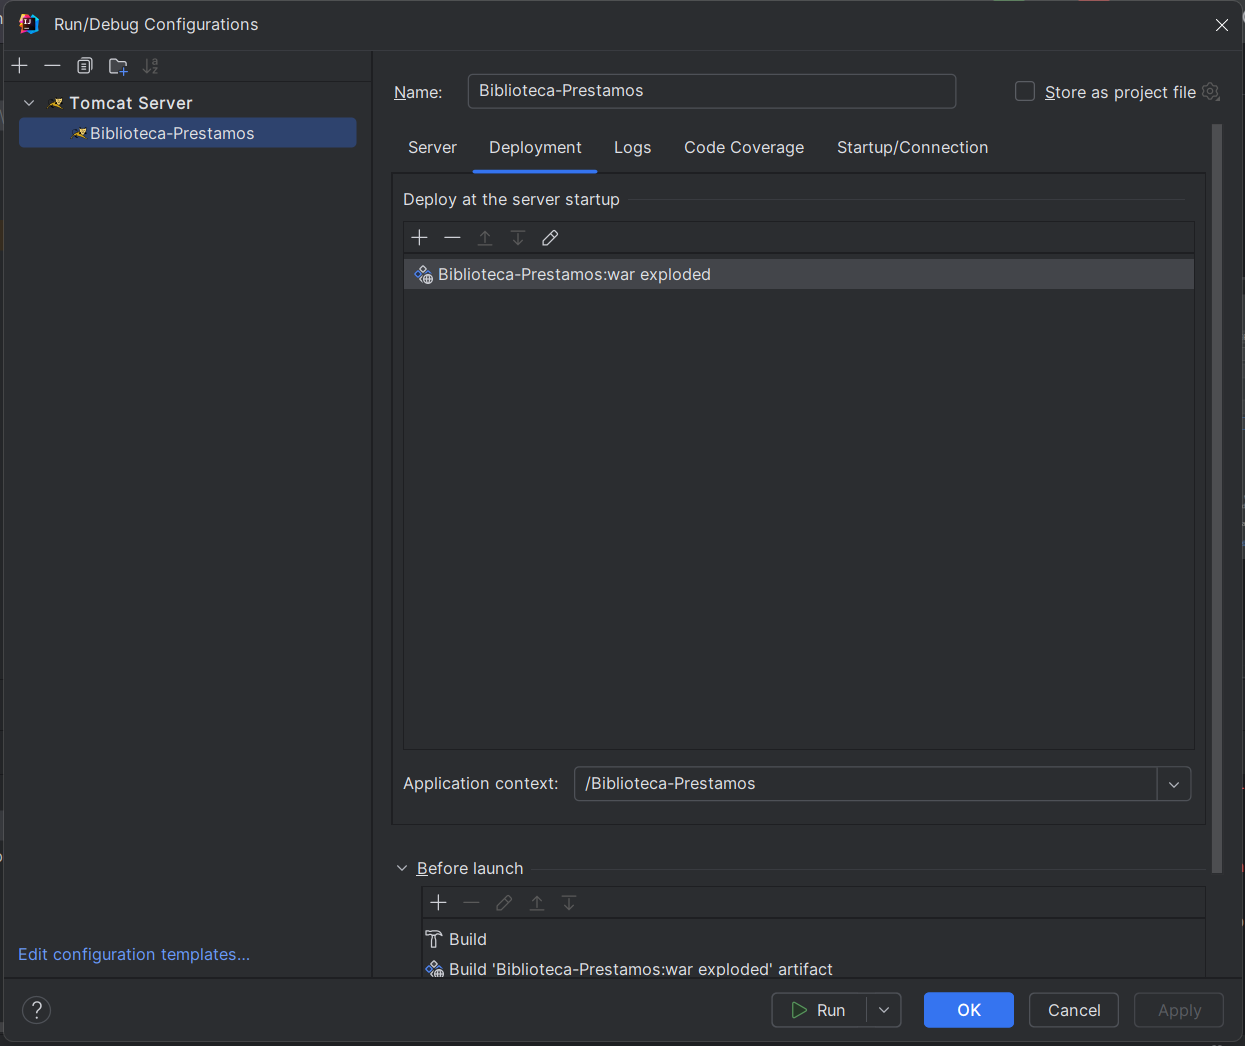 Run/Debug Configurations
Tomcat Server
Biblioteca-Prestamos
Edit configuration templates...
Name: Biblioteca-Prestamos
Store as project file
Server Deployment Logs Code Coverage Startup/Connection
Deploy at the server startup
Biblioteca-Prestamos:war exploded
Application context: /Biblioteca-Prestamos
Before launch
Build
Build 'Biblioteca-Prestamos:war exploded' artifact
? Run OK Cancel Apply